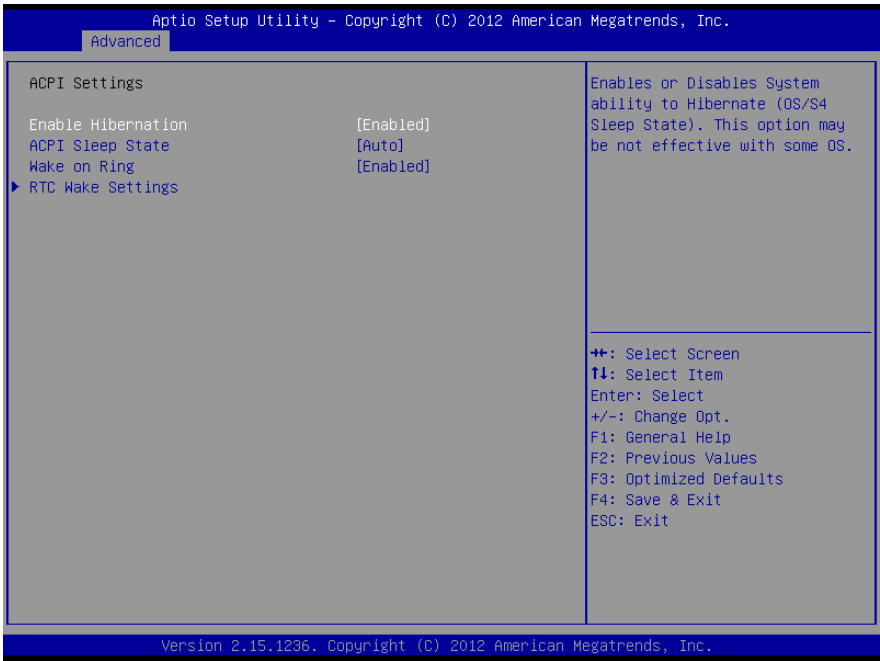 Aptio Setup Utility – Copyright (C) 2012 American Megatrends, Inc.
Advanced
ACPI Settings
Enable Hibernation [Enabled]
ACPI Sleep State [Auto]
Wake on Ring [Enabled]
▶ RTC Wake Settings
Enables or Disables System
ability to Hibernate (OS/S4
Sleep State). This option may
be not effective with some OS.
→←: Select Screen
↑↓: Select Item
Enter: Select
+/-: Change Opt.
F1: General Help
F2: Previous Values
F3: Optimized Defaults
F4: Save & Exit
ESC: Exit
Version 2.15.1236. Copyright (C) 2012 American Megatrends, Inc.